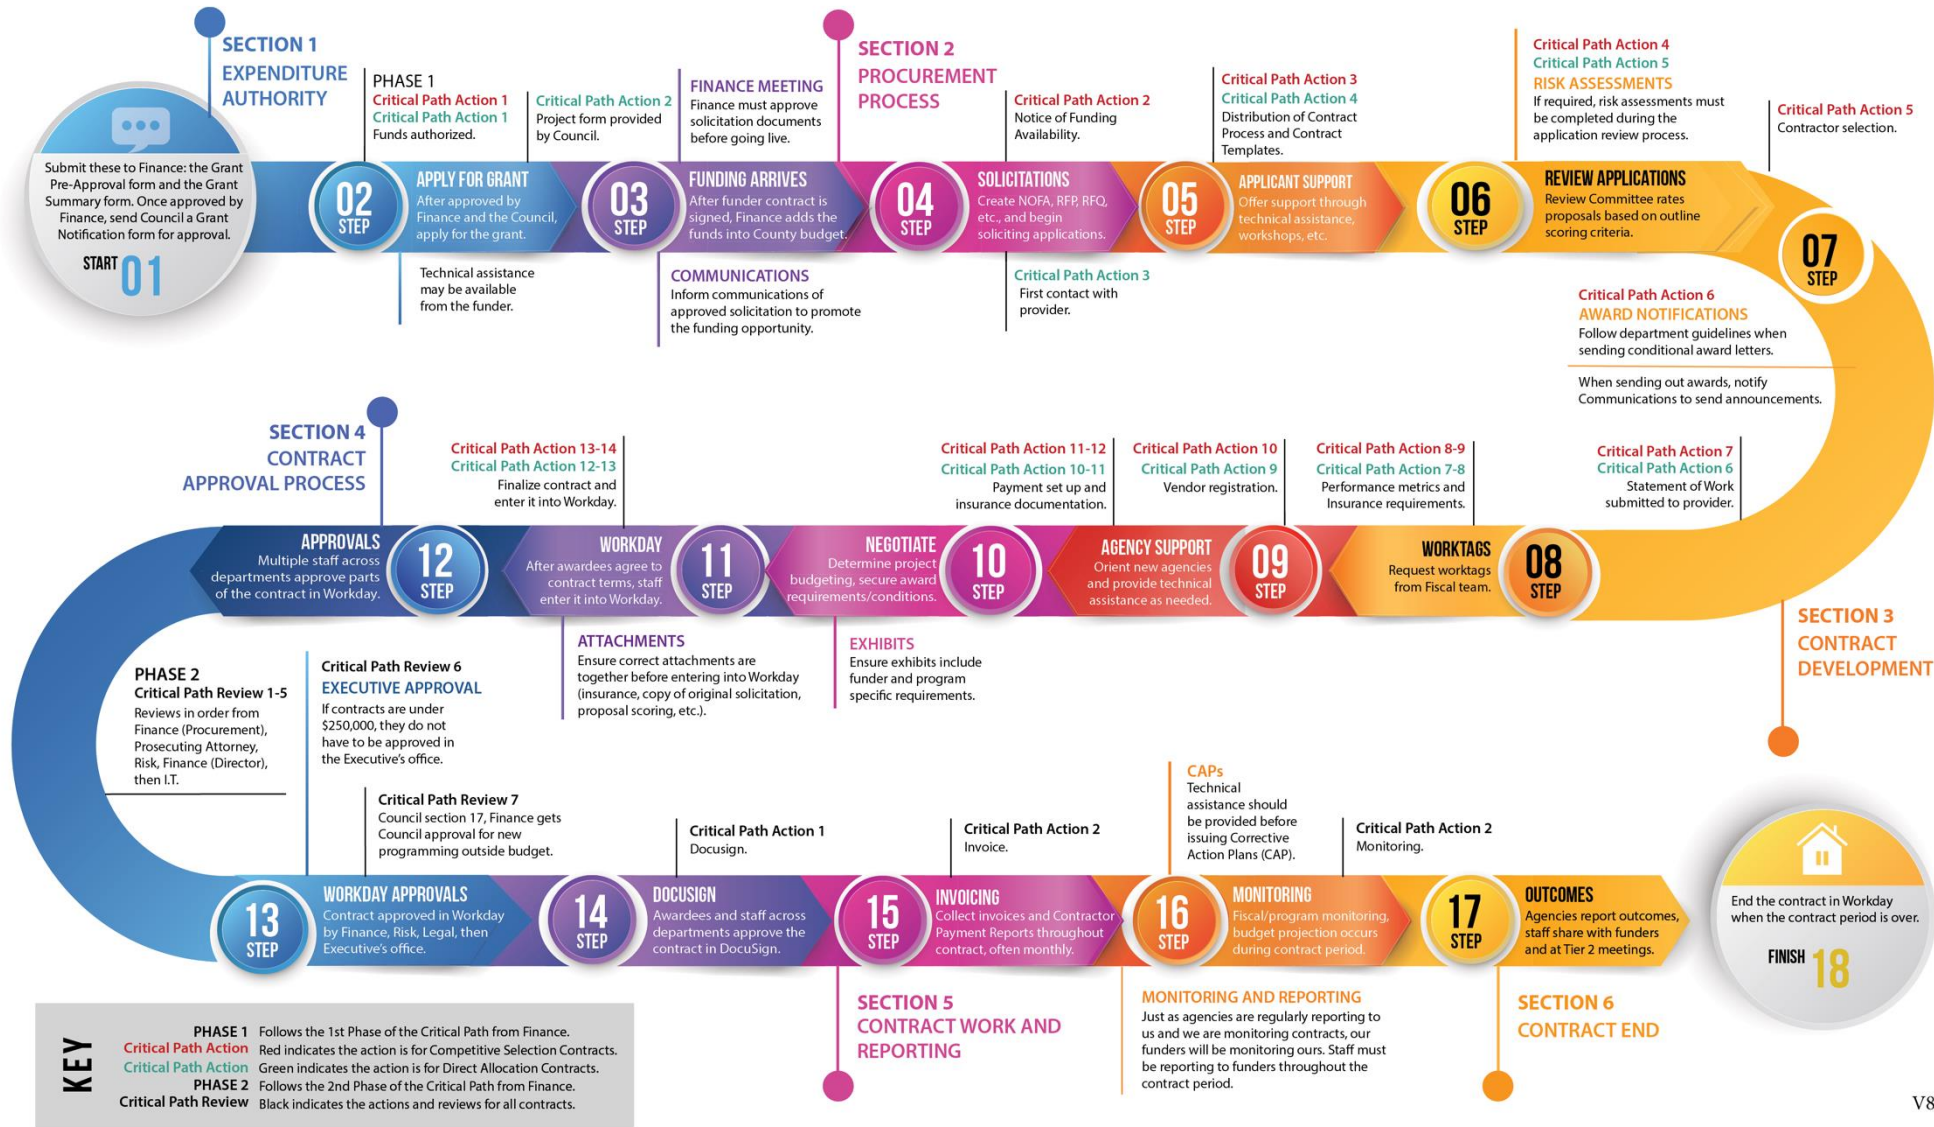 SECTION 1
EXPENDITURE
AUTHORITY
Submit these to Finance: the Grant
Pre-Approval form and the Grant
Summary form. Once approved by
Finance, send Council a Grant
Notification form for approval.
START 01
PHASE 1
Critical Path Action 1
Critical Path Action 1
Funds authorized.
Critical Path Action 2
Project form provided
by Council.
02
STEP
APPLY FOR GRANT
After approved by
Finance and the Council,
apply for the grant.
Technical assistance
may be available
from the funder.
FINANCE MEETING
Finance must approve
solicitation documents
before going live.
03
STEP
FUNDING ARRIVES
After funder contract is
signed, Finance adds the
funds into County budget.
COMMUNICATIONS
Inform communications of
approved solicitation to promote
the funding opportunity.
SECTION 2
PROCUREMENT
PROCESS
Critical Path Action 2
Notice of Funding
Availability.
04
STEP
SOLICITATIONS
Create NOFA, RFP, RFQ,
etc., and begin
soliciting applications.
Critical Path Action 3
First contact with
provider.
Critical Path Action 3
Critical Path Action 4
Distribution of Contract
Process and Contract
Templates.
05
STEP
APPLICANT SUPPORT
Offer support through
technical assistance,
workshops, etc.
Critical Path Action 4
Critical Path Action 5
RISK ASSESSMENTS
If required, risk assessments must
be completed during the
application review process.
06
STEP
REVIEW APPLICATIONS
Review Committee rates
proposals based on outline
scoring criteria.
Critical Path Action 5
Contractor selection.
07
STEP
Critical Path Action 6
AWARD NOTIFICATIONS
Follow department guidelines when
sending conditional award letters.
When sending out awards, notify
Communications to send announcements.
Critical Path Action 7
Critical Path Action 6
Statement of Work
submitted to provider.
SECTION 3
CONTRACT
DEVELOPMENT
08
STEP
WORKTAGS
Request worktags
from Fiscal team.
Critical Path Action 8-9
Critical Path Action 7-8
Performance metrics and
Insurance requirements.
09
STEP
AGENCY SUPPORT
Orient new agencies
and provide technical
assistance as needed.
Critical Path Action 10
Critical Path Action 9
Vendor registration.
Critical Path Action 11-12
Critical Path Action 10-11
Payment set up and
insurance documentation.
10
STEP
NEGOTIATE
Determine project
budgeting, secure award
requirements/conditions.
EXHIBITS
Ensure exhibits include
funder and program
specific requirements.
11
STEP
WORKDAY
After awardees agree to
contract terms, staff
enter it into Workday.
Critical Path Action 13-14
Critical Path Action 12-13
Finalize contract and
enter it into Workday.
ATTACHMENTS
Ensure correct attachments are
together before entering into Workday
(insurance, copy of original solicitation,
proposal scoring, etc.).
SECTION 4
CONTRACT
APPROVAL PROCESS
12
STEP
APPROVALS
Multiple staff across
departments approve parts
of the contract in Workday.
PHASE 2
Critical Path Review 1-5
Reviews in order from
Finance (Procurement),
Prosecuting Attorney,
Risk, Finance (Director),
then I.T.
Critical Path Review 6
EXECUTIVE APPROVAL
If contracts are under
$250,000, they do not
have to be approved in
the Executive's office.
Critical Path Review 7
Council section 17, Finance gets
Council approval for new
programming outside budget.
13
STEP
WORKDAY APPROVALS
Contract approved in Workday
by Finance, Risk, Legal, then
Executive's office.
Critical Path Action 1
Docusign.
14
STEP
DOCUSIGN
Awardees and staff across
departments approve the
contract in DocuSign.
Critical Path Action 2
Invoice.
15
STEP
INVOICING
Collect invoices and Contractor
Payment Reports throughout
contract, often monthly.
SECTION 5
CONTRACT WORK AND
REPORTING
CAPs
Technical
assistance should
be provided before
issuing Corrective
Action Plans (CAP).
Critical Path Action 2
Monitoring.
16
STEP
MONITORING
Fiscal/program monitoring,
budget projection occurs
during contract period.
MONITORING AND REPORTING
Just as agencies are regularly reporting to
us and we are monitoring contracts, our
funders will be monitoring ours. Staff must
be reporting to funders throughout the
contract period.
17
STEP
OUTCOMES
Agencies report outcomes,
staff share with funders
and at Tier 2 meetings.
SECTION 6
CONTRACT END
End the contract in Workday
when the contract period is over.
FINISH 18
KEY
PHASE 1 Follows the 1st Phase of the Critical Path from Finance.
Critical Path Action Red indicates the action is for Competitive Selection Contracts.
Critical Path Action Green indicates the action is for Direct Allocation Contracts.
PHASE 2 Follows the 2nd Phase of the Critical Path from Finance.
Critical Path Review Black indicates the actions and reviews for all contracts.
V8